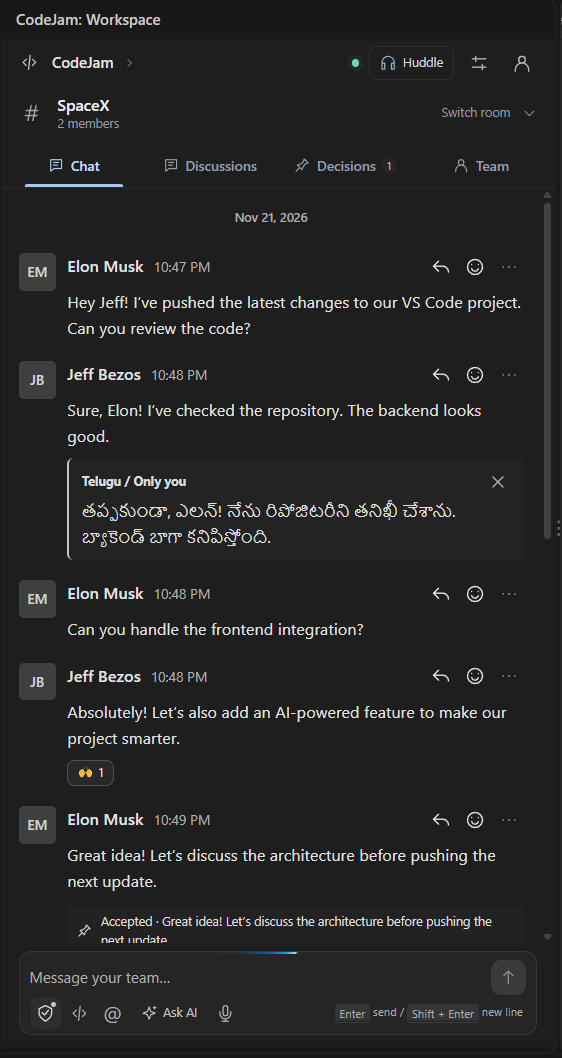 CodeJam: Workspace
CodeJam
Huddle
# SpaceX
2 members
Switch room
Chat
Discussions
Decisions 1
Team
Nov 21, 2026
EM
Elon Musk 10:47 PM
Hey Jeff! I’ve pushed the latest changes to our VS Code project.
Can you review the code?
JB
Jeff Bezos 10:48 PM
Sure, Elon! I’ve checked the repository. The backend looks
good.
Telugu / Only you
తప్పకుండా, ఎలన్! నేను రిపోజిటరీని తనిఖీ చేశాను.
బ్యాకెండ్ బాగా కనిపిస్తోంది.
EM
Elon Musk 10:48 PM
Can you handle the frontend integration?
JB
Jeff Bezos 10:48 PM
Absolutely! Let’s also add an AI-powered feature to make our
project smarter.
🙌 1
EM
Elon Musk 10:49 PM
Great idea! Let’s discuss the architecture before pushing the
next update.
Accepted · Great idea! Let’s discuss the architecture before pushing the
next update
Message your team...
@
Ask AI
Enter send / Shift + Enter new line